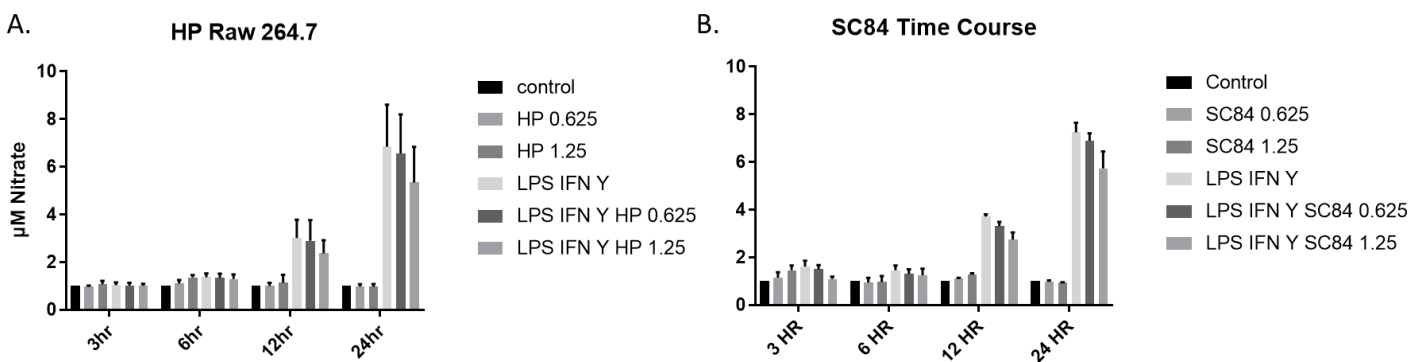 A.
HP Raw 264.7
µM Nitrate
10
8
6
4
2
0
3hr
6hr
12hr
24hr
control
HP 0.625
HP 1.25
LPS IFN Y
LPS IFN Y HP 0.625
LPS IFN Y HP 1.25
B.
SC84 Time Course
10
8
6
4
2
0
3 HR
6 HR
12 HR
24 HR
Control
SC84 0.625
SC84 1.25
LPS IFN Y
LPS IFN Y SC84 0.625
LPS IFN Y SC84 1.25